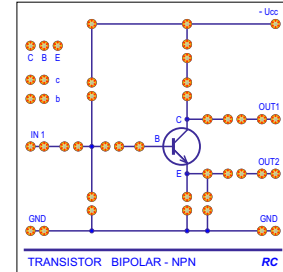 - Ucc
C B E
C
c
b
OUT1
IN 1
B
OUT2
E
GND
GND
TRANSISTOR BIPOLAR - NPN
RC